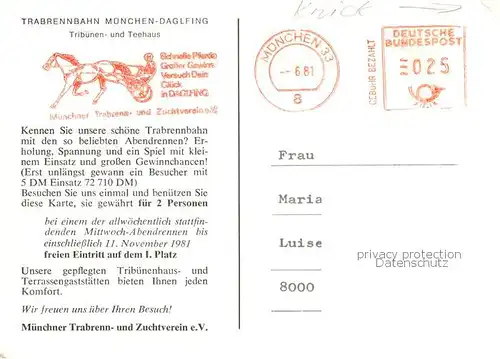 Knick
TRABRENNBAHN MÜNCHEN-DAGLFING
Tribünen- und Teehaus
Schnelle Pferde
Großer Gewinn
Versuch Dein
Glück
in DAGLFING
Münchner Trabrenn- und Zuchtverein e.V.
MÜNCHEN 33
-- 6.81
8
GEBÜHR BEZAHLT
DEUTSCHE
BUNDESPOST
025
Kennen Sie unsere schöne Trabrennbahn
mit den so beliebten Abendrennen? Er-
holung, Spannung und ein Spiel mit klei-
nem Einsatz und großen Gewinnchancen!
(Erst unlängst gewann ein Besucher mit
5 DM Einsatz 72 710 DM)
Besuchen Sie uns einmal und benützen Sie
diese Karte, sie gewährt für 2 Personen
bei einem der allwöchentlich stattfin-
denden Mittwoch-Abendrennen bis
einschließlich 11. November 1981
freien Eintritt auf dem I. Platz
Unsere gepflegten Tribünenhaus- und
Terrassengaststätten bieten Ihnen jeden
Komfort.
Wir freuen uns über Ihren Besuch!
Münchner Trabrenn- und Zuchtverein e.V.
Frau
Maria
Luise
8000
privacy protection
Datenschutz